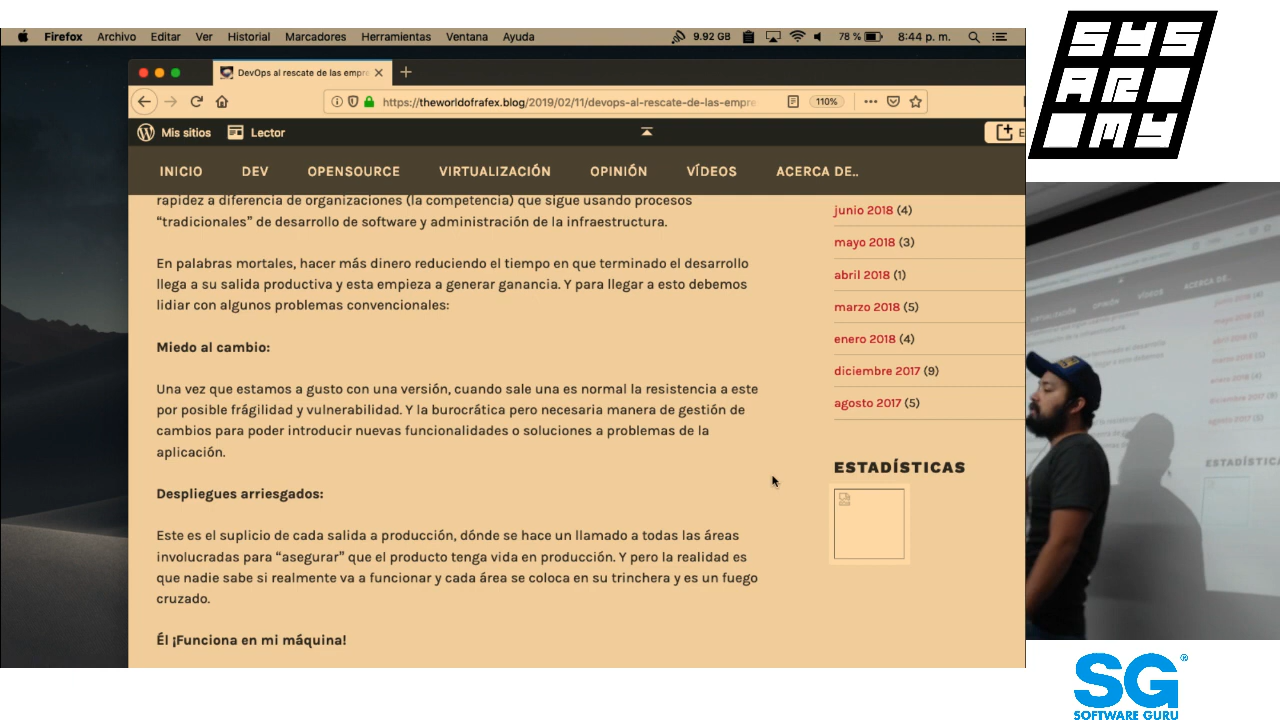 Firefox Archivo Editar Ver Historial Marcadores Herramientas Ventana Ayuda 9.92 GB 78 % 8:44 p. m.
DevOps al rescate de las empre
https://theworldofrafex.blog/2019/02/11/devops-al-rescate-de-las-empre 110%
Mis sitios Lector E
INICIO DEV OPENSOURCE VIRTUALIZACIÓN OPINIÓN VÍDEOS ACERCA DE..
rapidez a diferencia de organizaciones (la competencia) que sigue usando procesos
“tradicionales” de desarrollo de software y administración de la infraestructura.
En palabras mortales, hacer más dinero reduciendo el tiempo en que terminado el desarrollo
llega a su salida productiva y esta empieza a generar ganancia. Y para llegar a esto debemos
lidiar con algunos problemas convencionales:
Miedo al cambio:
Una vez que estamos a gusto con una versión, cuando sale una es normal la resistencia a este
por posible frágilidad y vulnerabilidad. Y la burocrática pero necesaria manera de gestión de
cambios para poder introducir nuevas funcionalidades o soluciones a problemas de la
aplicación.
Despliegues arriesgados:
Este es el suplicio de cada salida a producción, dónde se hace un llamado a todas las áreas
involucradas para “asegurar” que el producto tenga vida en producción. Y pero la realidad es
que nadie sabe si realmente va a funcionar y cada área se coloca en su trinchera y es un fuego
cruzado.
Él ¡Funciona en mi máquina!
junio 2018 (4)
mayo 2018 (3)
abril 2018 (1)
marzo 2018 (5)
enero 2018 (4)
diciembre 2017 (9)
agosto 2017 (5)
ESTADÍSTICAS
SYS
AR
MY
OPINIÓN VÍDEOS ACERCA DE..
ESTADÍSTICAS
SG®
SOFTWARE GURU